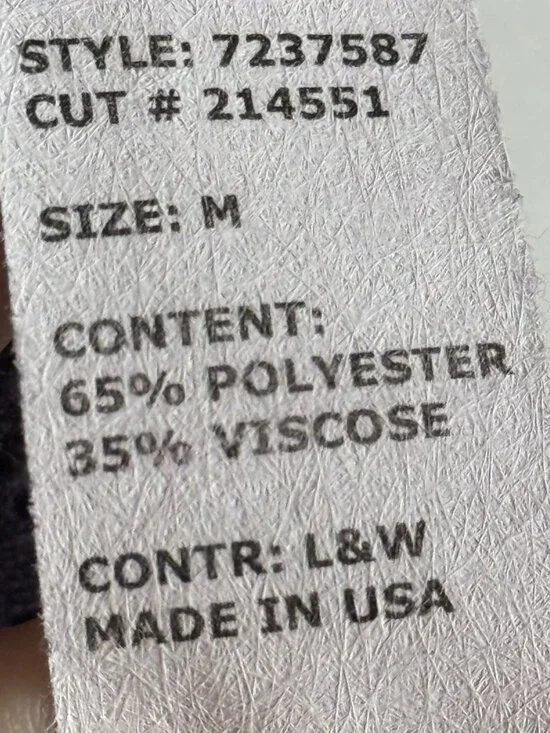 STYLE: 7237587
CUT # 214551
SIZE: M
CONTENT:
65% POLYESTER
35% VISCOSE
CONTR: L&W
MADE IN USA